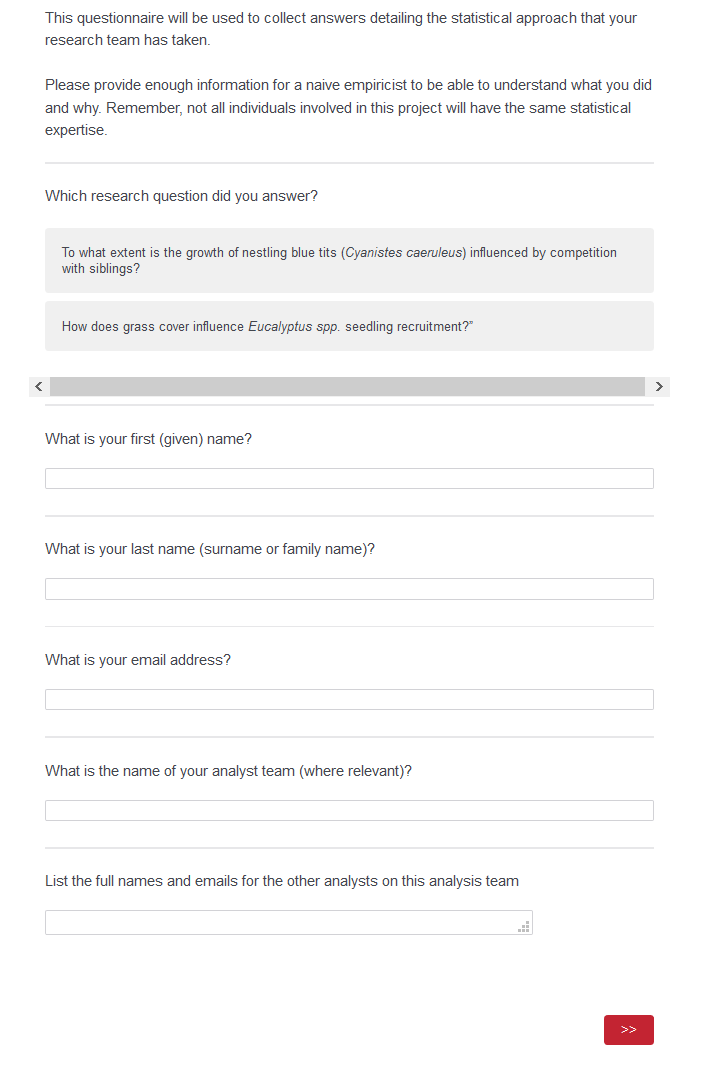 This questionnaire will be used to collect answers detailing the statistical approach that your
research team has taken.
Please provide enough information for a naive empiricist to be able to understand what you did
and why. Remember, not all individuals involved in this project will have the same statistical
expertise.
Which research question did you answer?
To what extent is the growth of nestling blue tits (Cyanistes caeruleus) influenced by competition
with siblings?
How does grass cover influence Eucalyptus spp. seedling recruitment?”
What is your first (given) name?
What is your last name (surname or family name)?
What is your email address?
What is the name of your analyst team (where relevant)?
List the full names and emails for the other analysts on this analysis team
>>